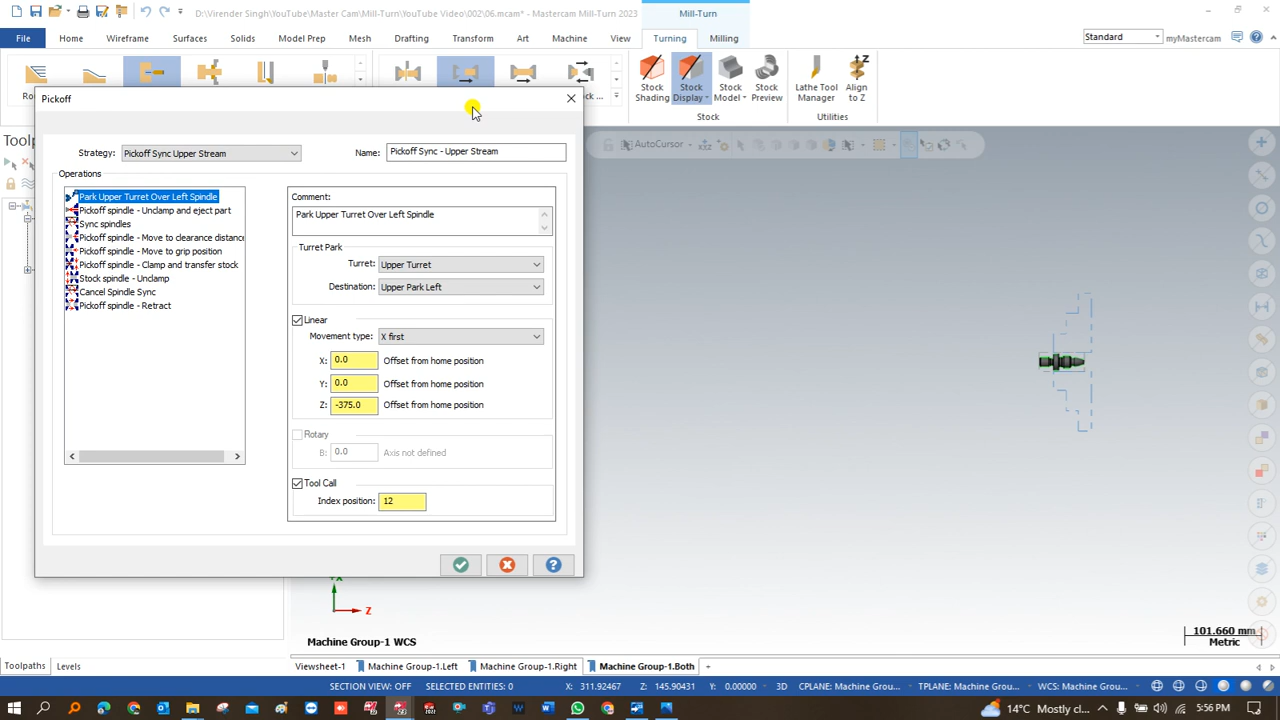 D:\Virender Singh\YouTube\Master Cam\Mill-Turn\YouTube Video\002\06.mcam* - Mastercam Mill-Turn 2023
Mill-Turn
File Home Wireframe Surfaces Solids Model Prep Mesh Drafting Transform Art Machine View Turning Milling
Standard
myMastercam
Stock Shading
Stock Display
Stock Model
Stock Preview
Lathe Tool Manager
Align to Z
Stock
Utilities
Pickoff
AutoCursor
Strategy: Pickoff Sync Upper Stream
Name: Pickoff Sync - Upper Stream
Operations
Park Upper Turret Over Left Spindle
Pickoff spindle - Unclamp and eject part
Sync spindles
Pickoff spindle - Move to clearance distance
Pickoff spindle - Move to grip position
Pickoff spindle - Clamp and transfer stock
Stock spindle - Unclamp
Cancel Spindle Sync
Pickoff spindle - Retract
Comment:
Park Upper Turret Over Left Spindle
Turret Park
Turret: Upper Turret
Destination: Upper Park Left
Linear
Movement type: X first
X: 0.0 Offset from home position
Y: 0.0 Offset from home position
Z: -375.0 Offset from home position
Rotary
B: 0.0 Axis not defined
Tool Call
Index position: 12
X
Z
Machine Group-1 WCS
101.660 mm
Metric
Toolpaths Levels
Viewsheet-1 Machine Group-1.Left Machine Group-1.Right Machine Group-1.Both +
SECTION VIEW: OFF SELECTED ENTITIES: 0 X: 311.92467 Z: 145.90431 Y: 0.00000 3D CPLANE: Machine Grou... TPLANE: Machine Grou... WCS: Machine Grou...
14°C Mostly cl... ENG 5:56 PM